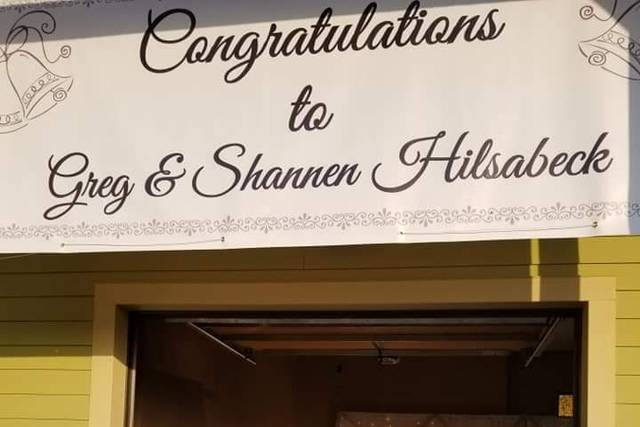 Congratulations
to
Greg & Shannen Hilsabeck